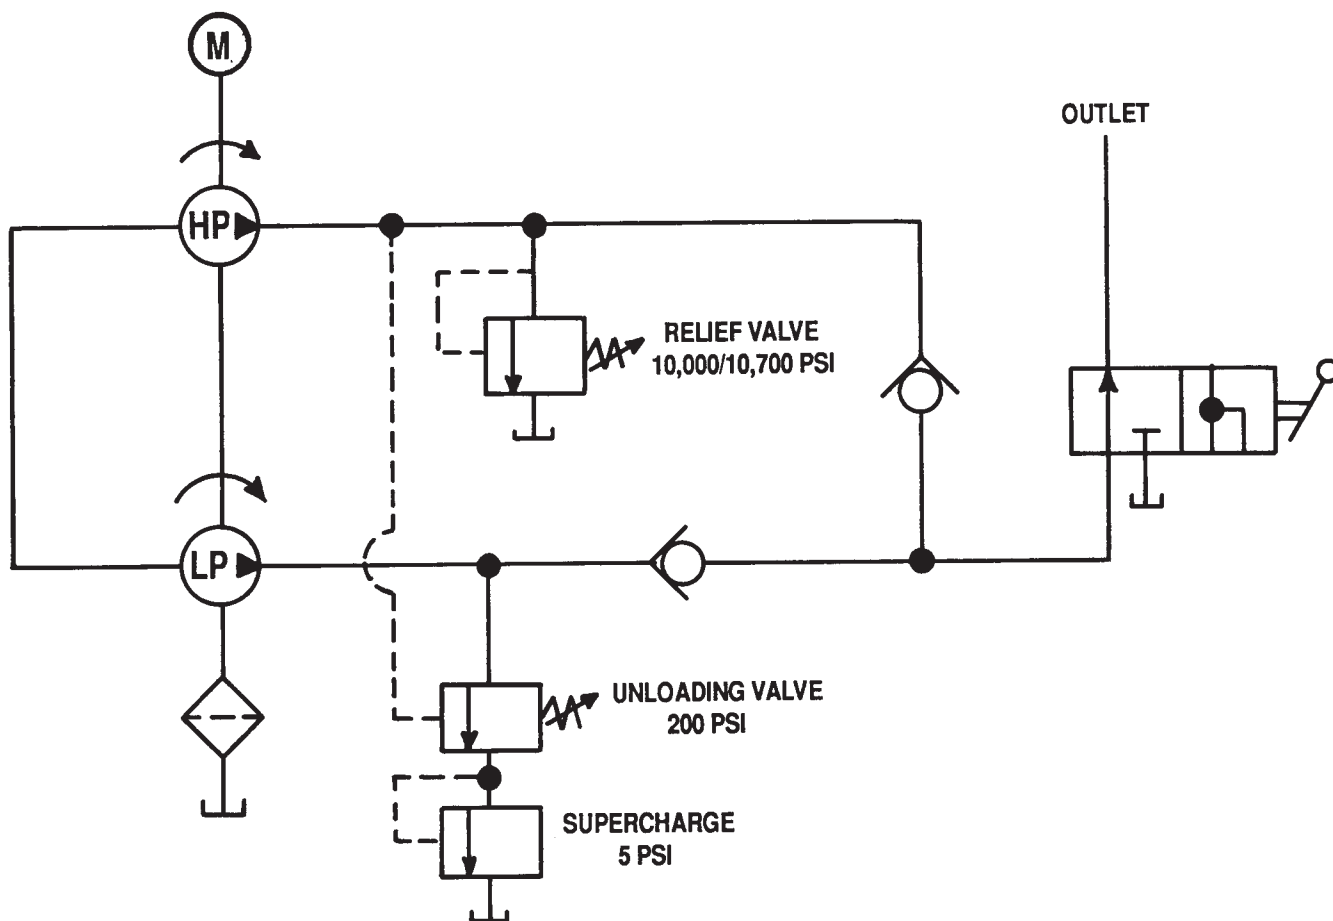 M
OUTLET
HP
RELIEF VALVE
10,000/10,700 PSI
LP
UNLOADING VALVE
200 PSI
SUPERCHARGE
5 PSI